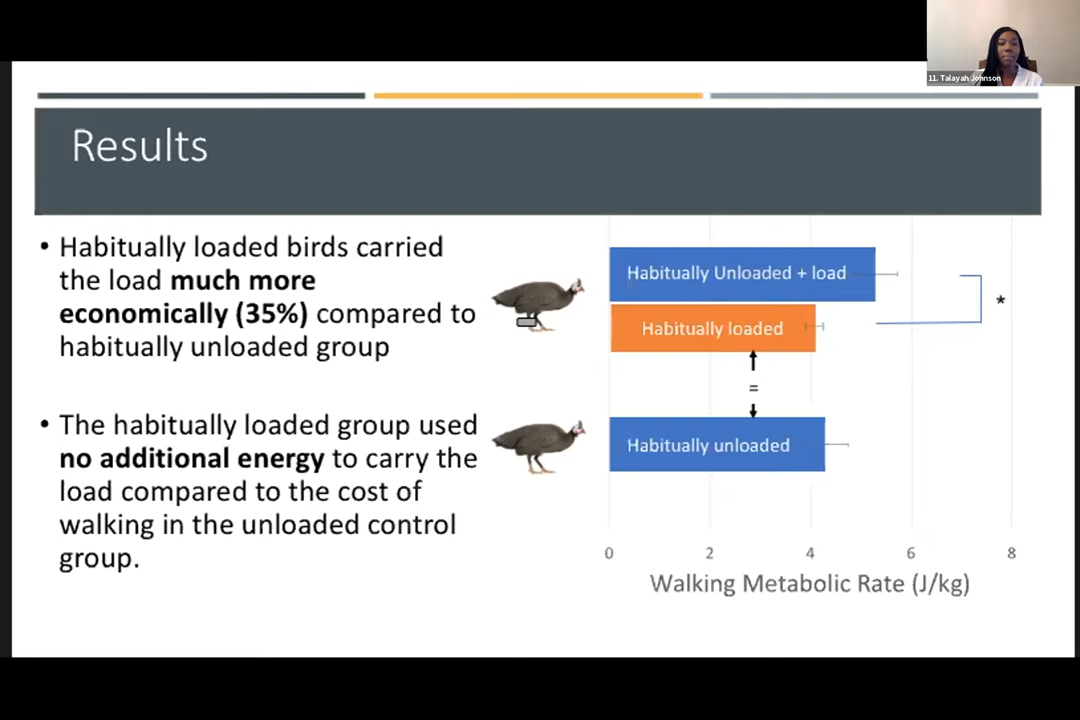 11. Talayah Johnson
Results
• Habitually loaded birds carried
the load much more
economically (35%) compared to
habitually unloaded group
• The habitually loaded group used
no additional energy to carry the
load compared to the cost of
walking in the unloaded control
group.
Habitually Unloaded + load
Habitually loaded
*
=
Habitually unloaded
0 2 4 6 8
Walking Metabolic Rate (J/kg)